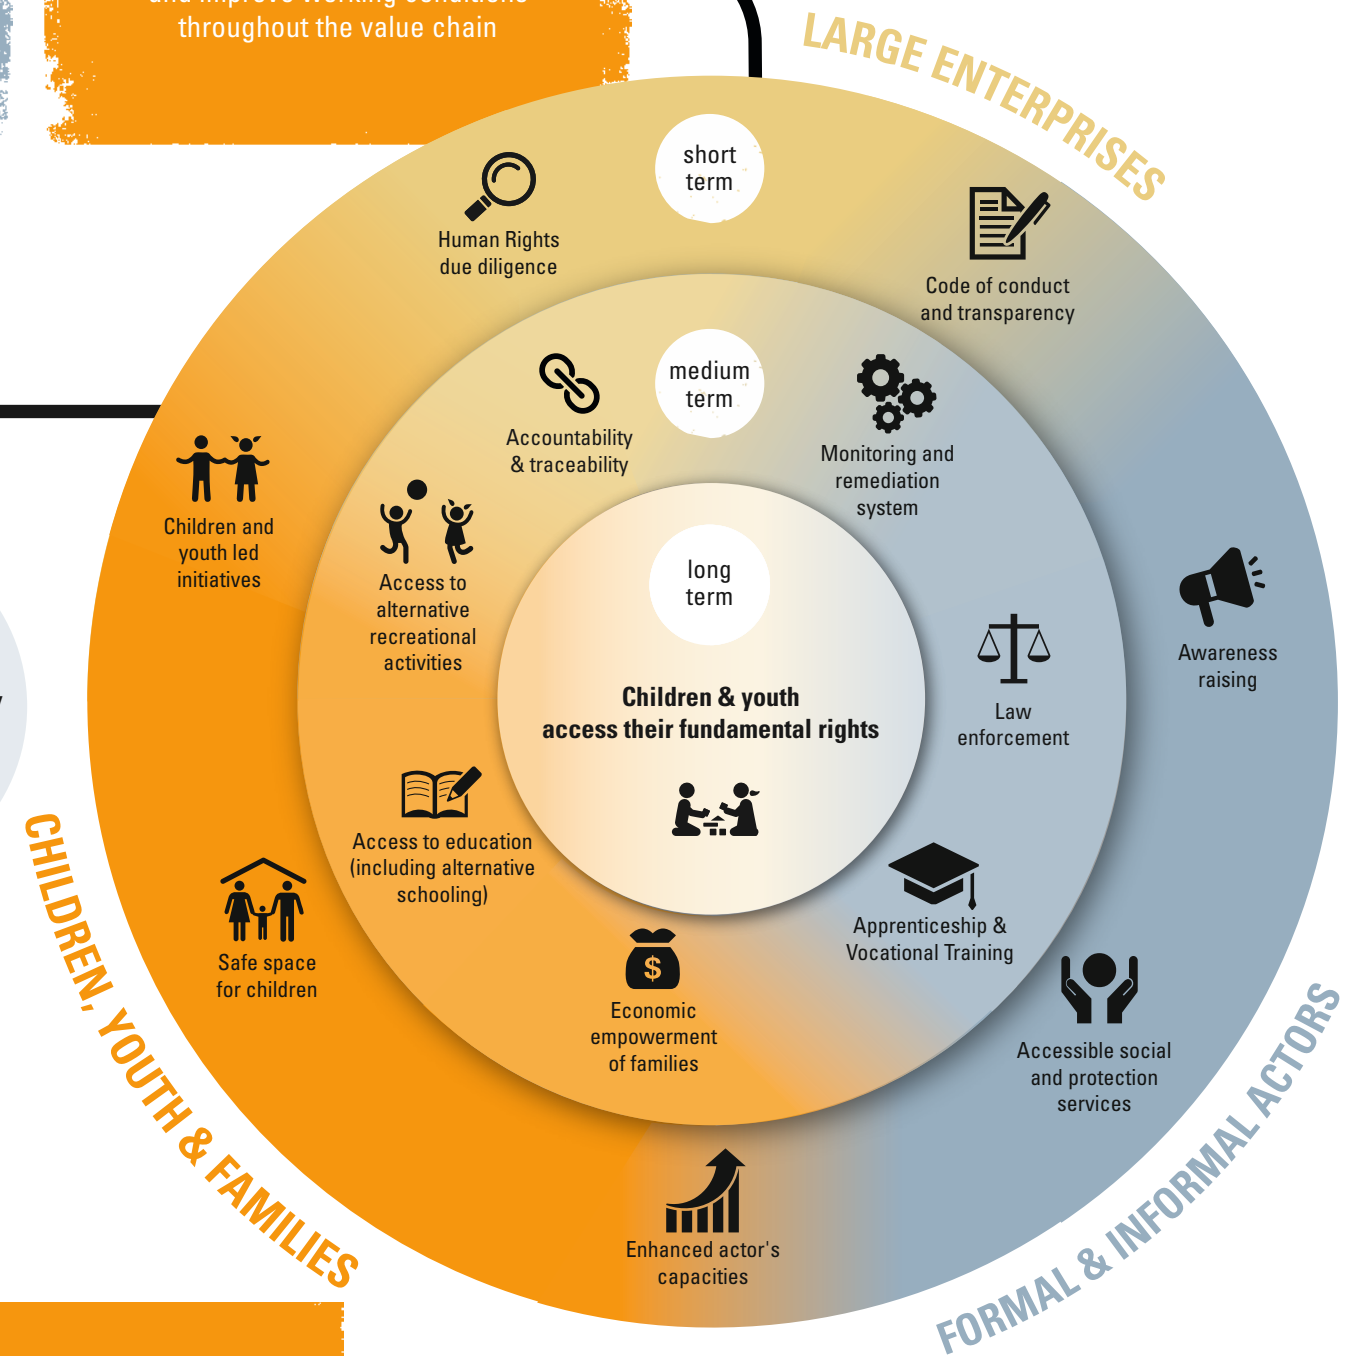 throughout the value chain
LARGE ENTERPRISES
short
term
Human Rights
due diligence
Code of conduct
and transparency
medium
term
Accountability
& traceability
Monitoring and
remediation
system
Children and
youth led
initiatives
Access to
alternative
recreational
activities
long
term
Children & youth
access their fundamental rights
Law
enforcement
Awareness
raising
Access to education
(including alternative
schooling)
Apprenticeship &
Vocational Training
Safe space
for children
$
Economic
empowerment
of families
Accessible social
and protection
services
Enhanced actor's
capacities
CHILDREN, YOUTH & FAMILIES
FORMAL & INFORMAL ACTORS